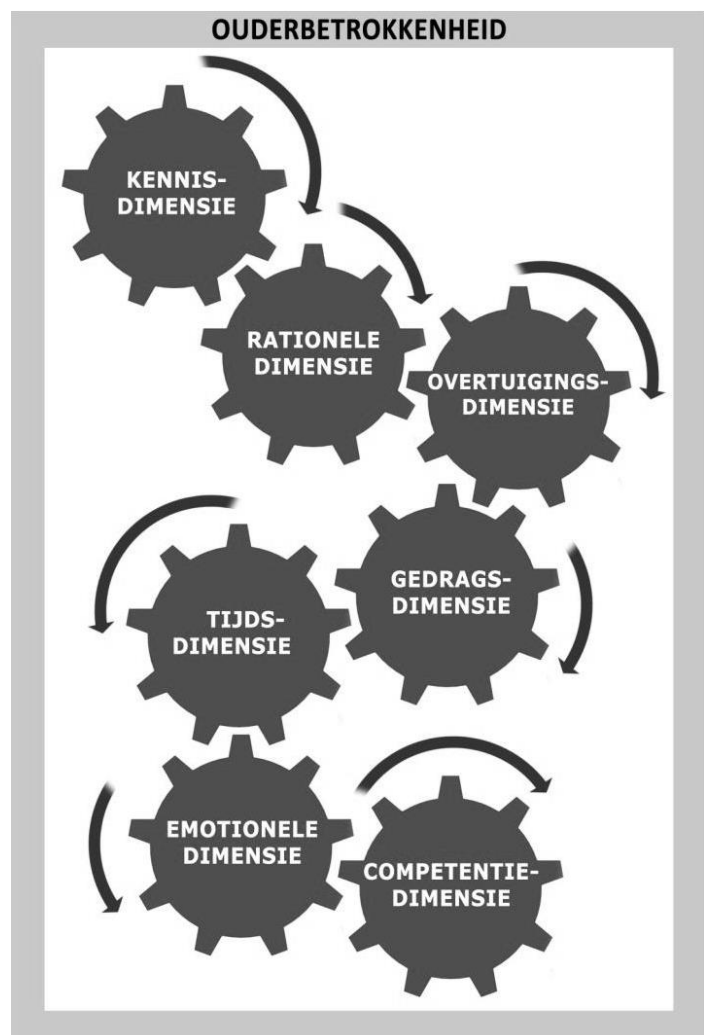 OUDERBETROKKENHEID
KENNIS-
DIMENSIE
RATIONELE
DIMENSIE
OVERTUIGINGS-
DIMENSIE
GEDRAGS-
DIMENSIE
TIJDS-
DIMENSIE
EMOTIONELE
DIMENSIE
COMPETENTIE-
DIMENSIE